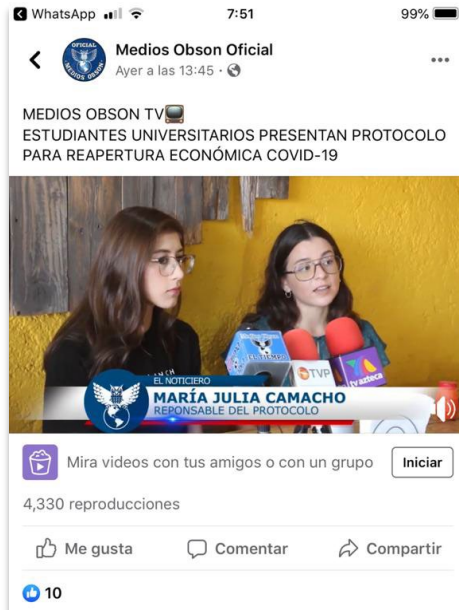 WhatsApp 7:51 99%
Medios Obson Oficial
Ayer a las 13:45 ·
MEDIOS OBSON TV
ESTUDIANTES UNIVERSITARIOS PRESENTAN PROTOCOLO
PARA REAPERTURA ECONÓMICA COVID-19
EL TIEMPO
TVP
tv azteca
EL NOTICIERO
MARÍA JULIA CAMACHO
REPONSABLE DEL PROTOCOLO
Mira videos con tus amigos o con un grupo Iniciar
4,330 reproducciones
Me gusta Comentar Compartir
10